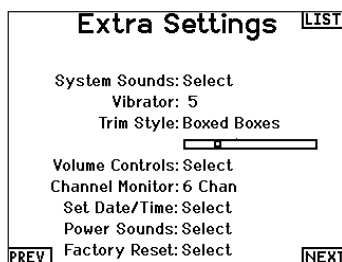 Extra Settings LIST
System Sounds: Select
Vibrator: 5
Trim Style: Boxed Boxes
Volume Controls: Select
Channel Monitor: 6 Chan
Set Date/Time: Select
Power Sounds: Select
Factory Reset: Select
PREV NEXT